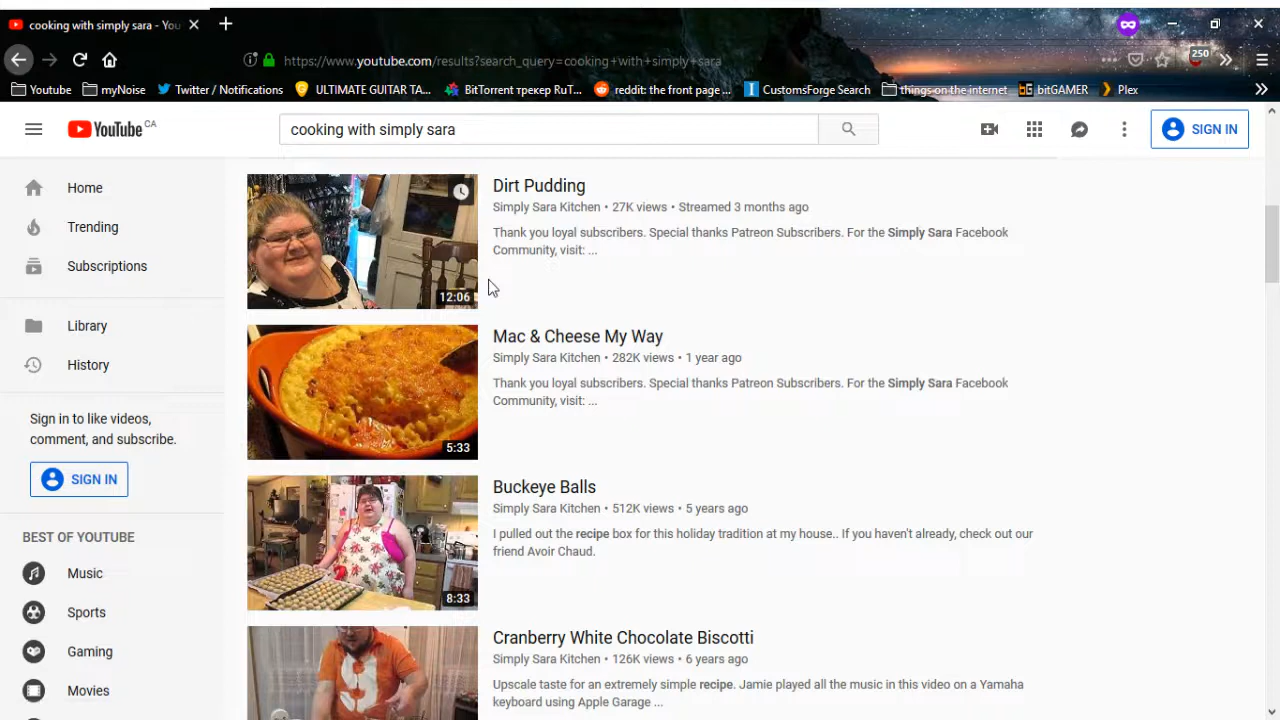 cooking with simply sara - You
https://www.youtube.com/results?search_query=cooking+with+simply+sara
250
Youtube
myNoise
Twitter / Notifications
ULTIMATE GUITAR TA...
BitTorrent трекер RuT...
reddit: the front page ...
CustomsForge Search
things on the internet
bitGAMER
Plex
YouTube CA
cooking with simply sara
SIGN IN
Home
Trending
Subscriptions
Library
History
Sign in to like videos,
comment, and subscribe.
SIGN IN
BEST OF YOUTUBE
Music
Sports
Gaming
Movies
12:06
Dirt Pudding
Simply Sara Kitchen • 27K views • Streamed 3 months ago
Thank you loyal subscribers. Special thanks Patreon Subscribers. For the Simply Sara Facebook
Community, visit: ...
5:33
Mac & Cheese My Way
Simply Sara Kitchen • 282K views • 1 year ago
Thank you loyal subscribers. Special thanks Patreon Subscribers. For the Simply Sara Facebook
Community, visit: ...
8:33
Buckeye Balls
Simply Sara Kitchen • 512K views • 5 years ago
I pulled out the recipe box for this holiday tradition at my house.. If you haven't already, check out our
friend Avoir Chaud.
Cranberry White Chocolate Biscotti
Simply Sara Kitchen • 126K views • 6 years ago
Upscale taste for an extremely simple recipe. Jamie played all the music in this video on a Yamaha
keyboard using Apple Garage ...